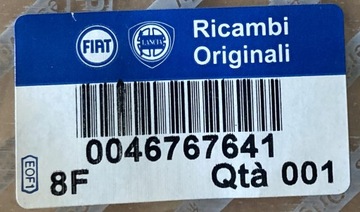 FIAT
LANCIA
Ricambi
Originali
0046767641
EOF1
8F
Qtà 001